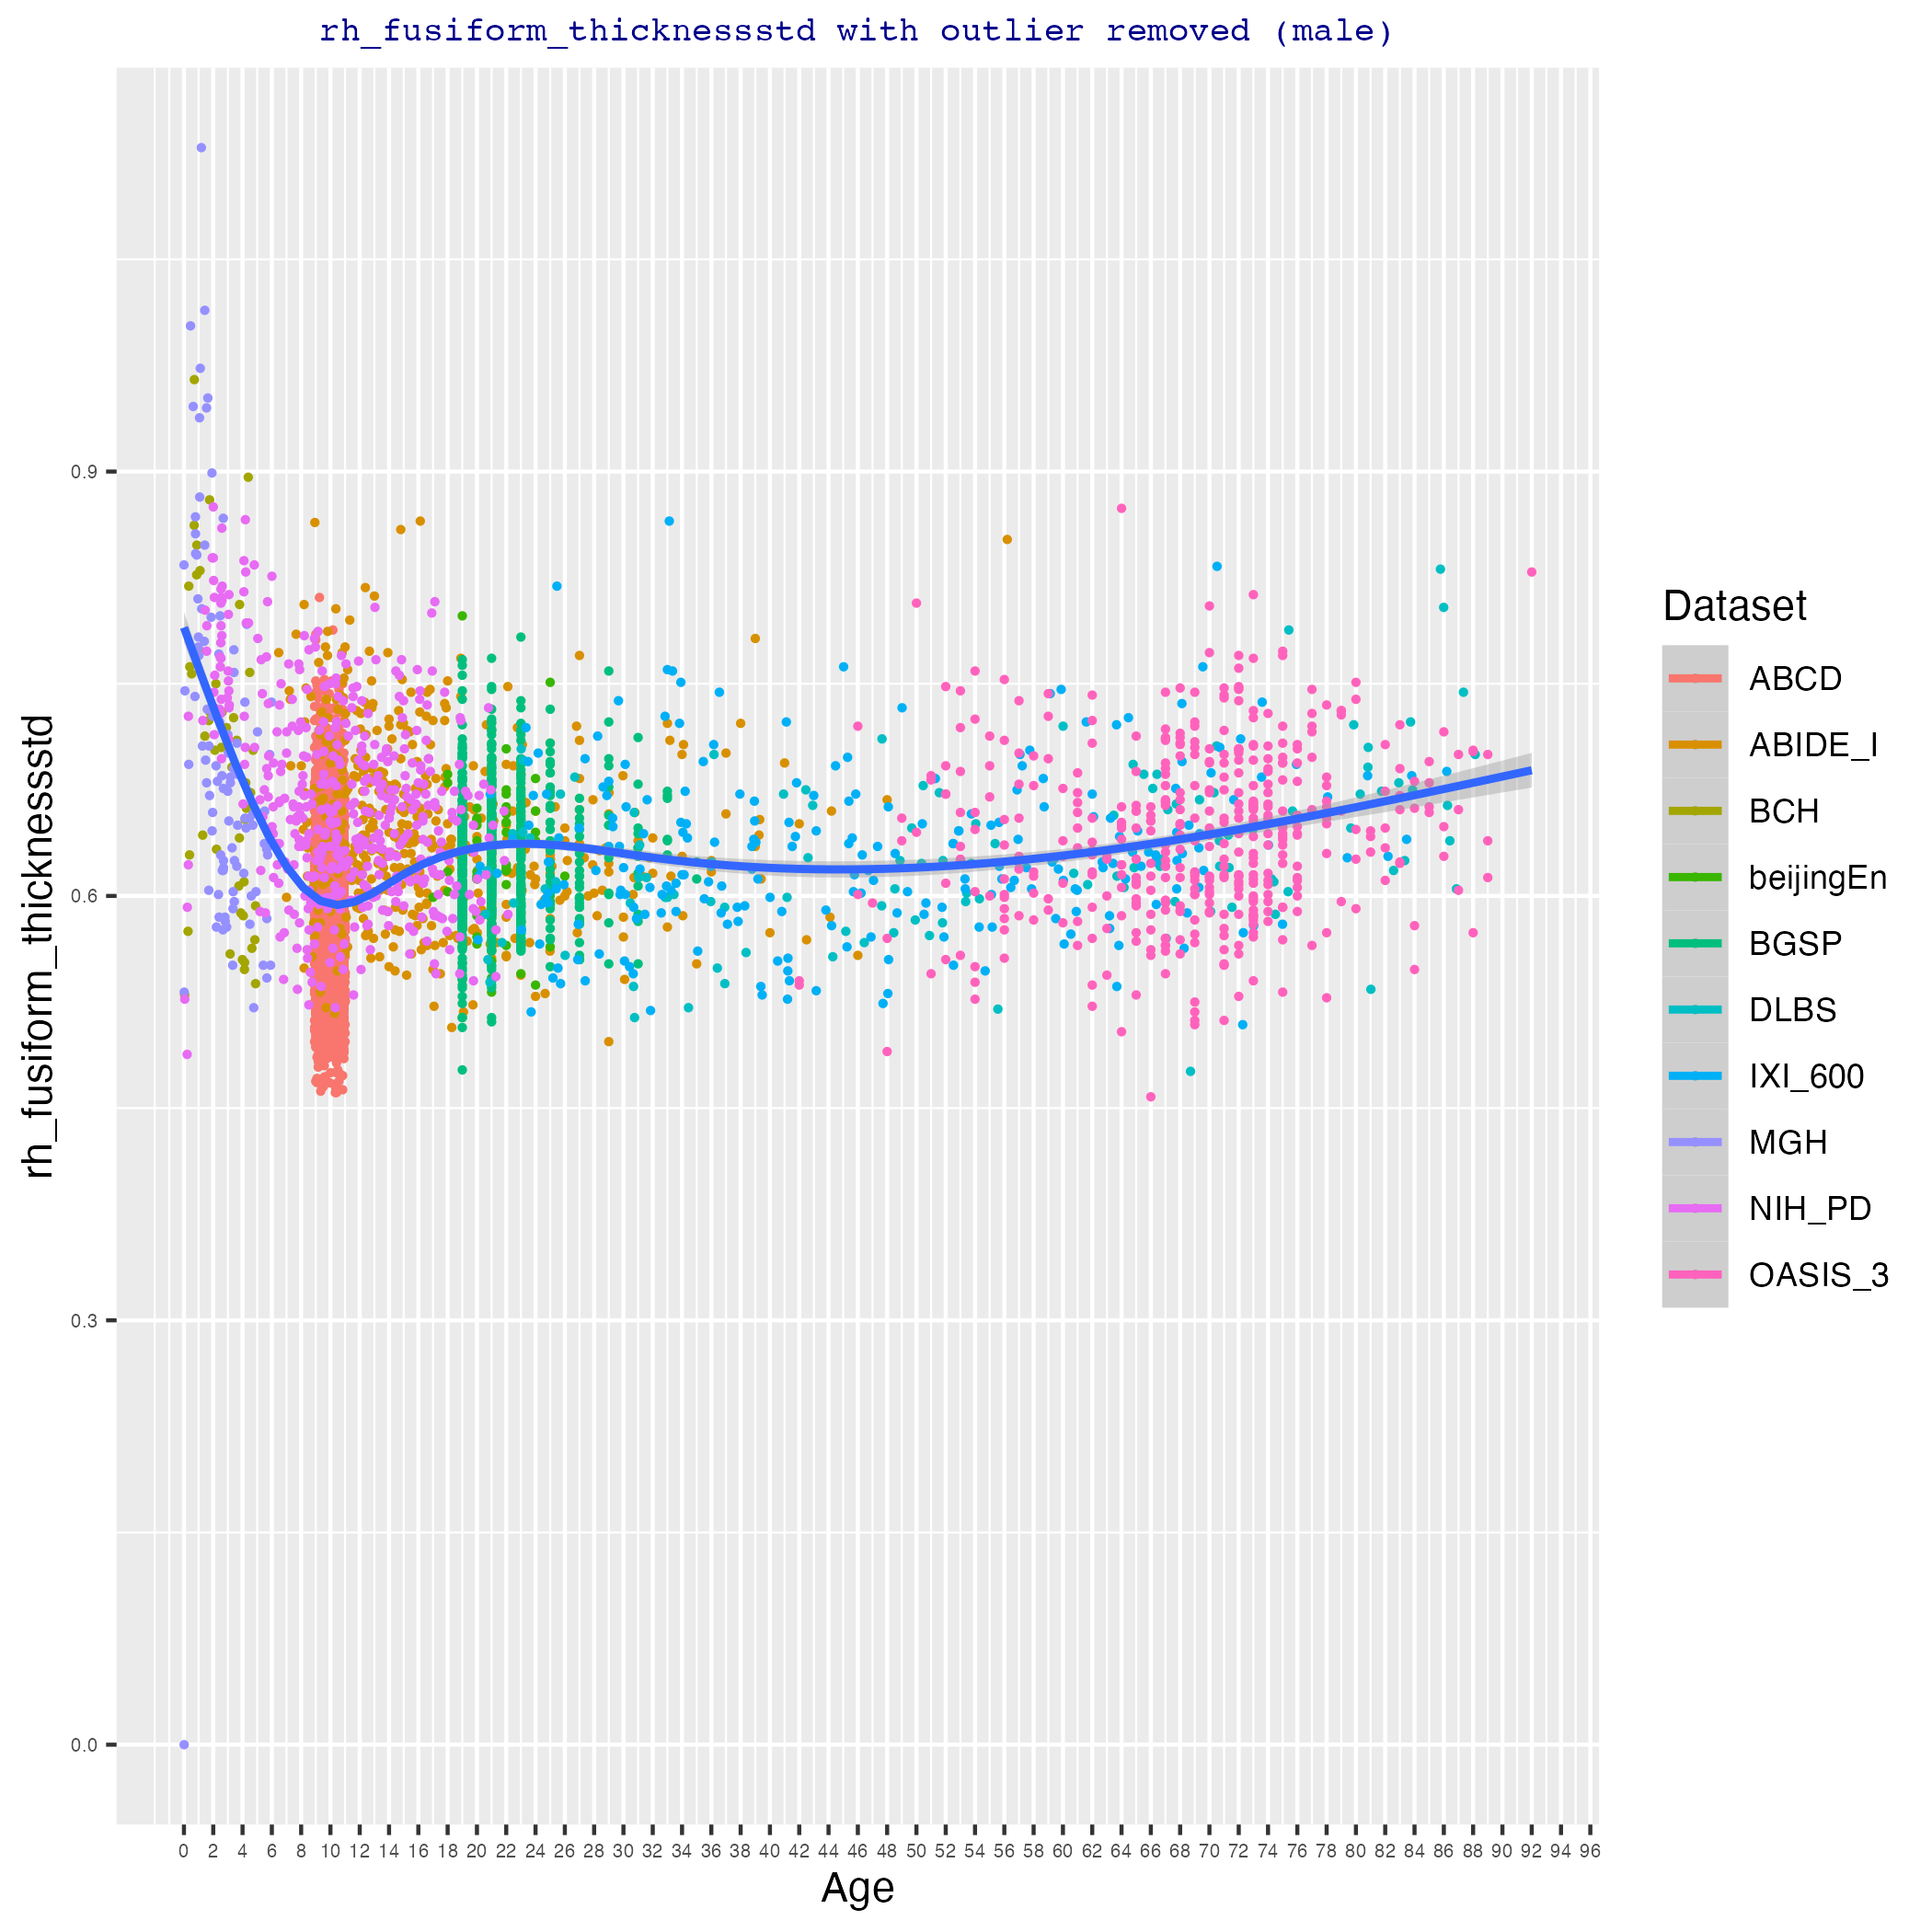 rh_fusiform_thicknessstd with outlier removed (male)
rh_fusiform_thicknessstd
0.9
0.6
0.3
0.0
0 2 4 6 8 10 12 14 16 18 20 22 24 26 28 30 32 34 36 38 40 42 44 46 48 50 52 54 56 58 60 62 64 66 68 70 72 74 76 78 80 82 84 86 88 90 92 94 96
Age
Dataset
ABCD
ABIDE_I
BCH
beijingEn
BGSP
DLBS
IXI_600
MGH
NIH_PD
OASIS_3